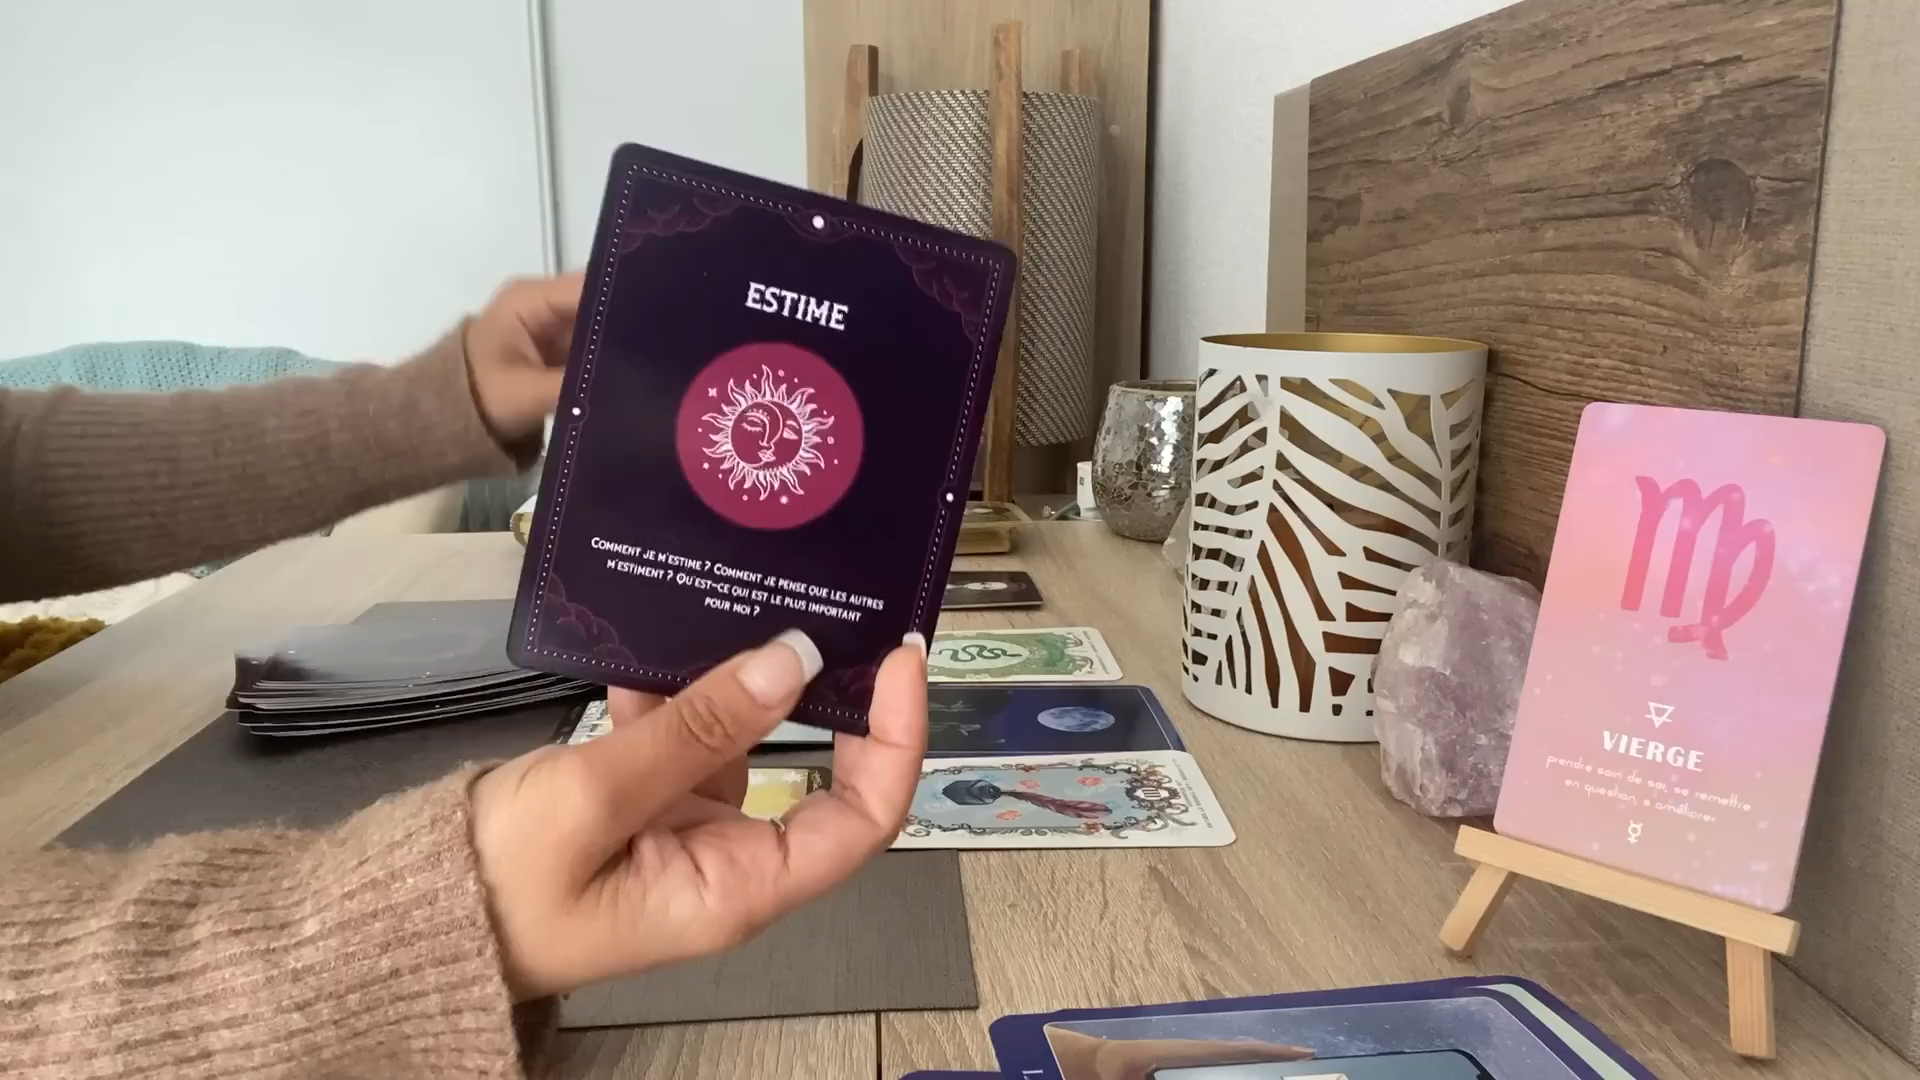 ESTIME
COMMENT JE M'ESTIME ? COMMENT JE PENSE QUE LES AUTRES
M'ESTIMENT ? QU'EST-CE QUI EST LE PLUS IMPORTANT
POUR MOI ?
VIERGE
prendre soin de soi, se remettre
en question, s'améliorer